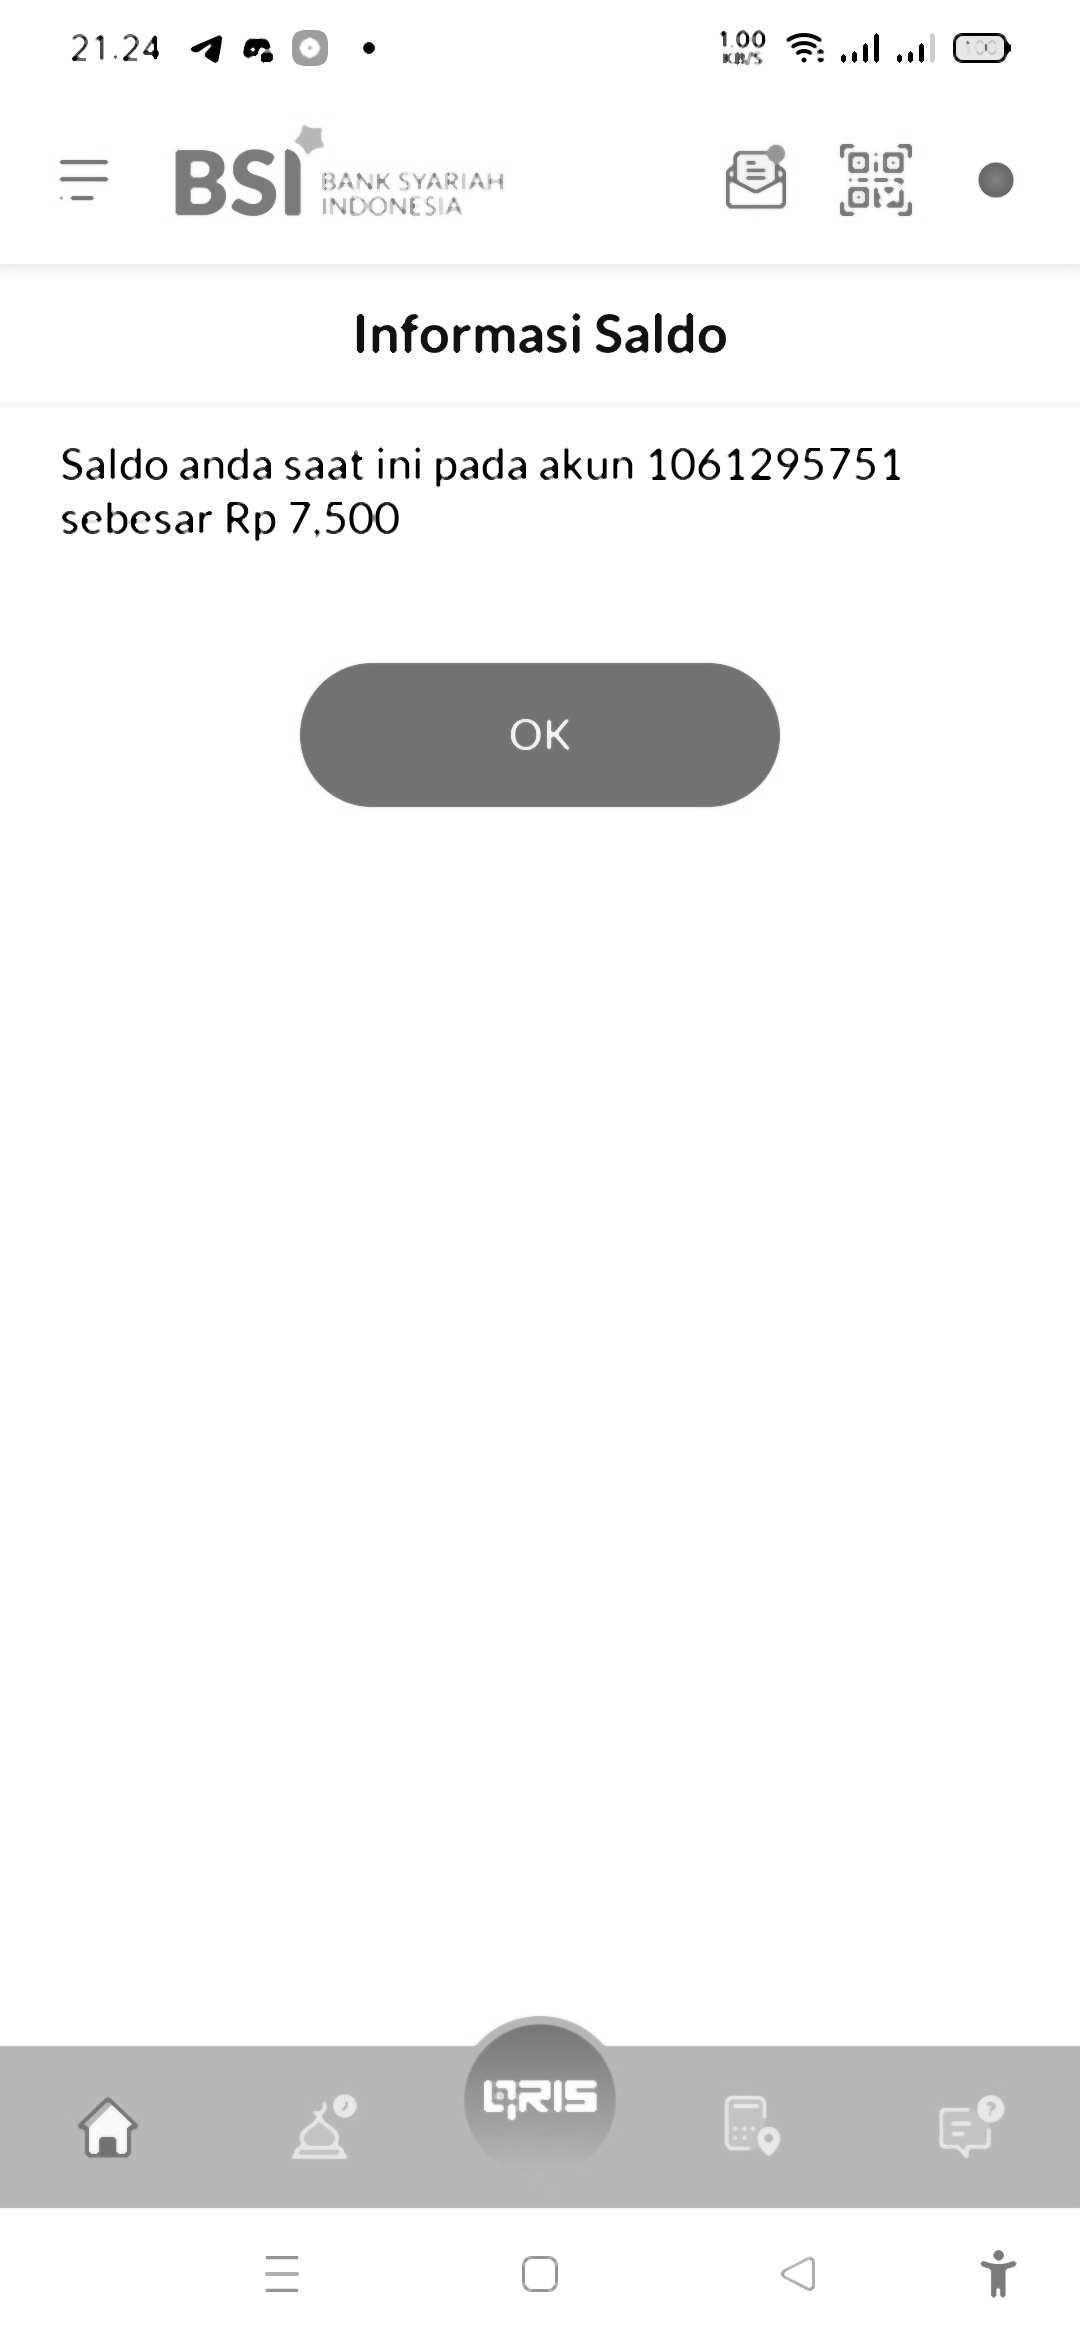 21.24
1.00
KB/S
100
BSI
BANK SYARIAH
INDONESIA
Informasi Saldo
Saldo anda saat ini pada akun 1061295751
sebesar Rp 7,500
OK
QRIS
?